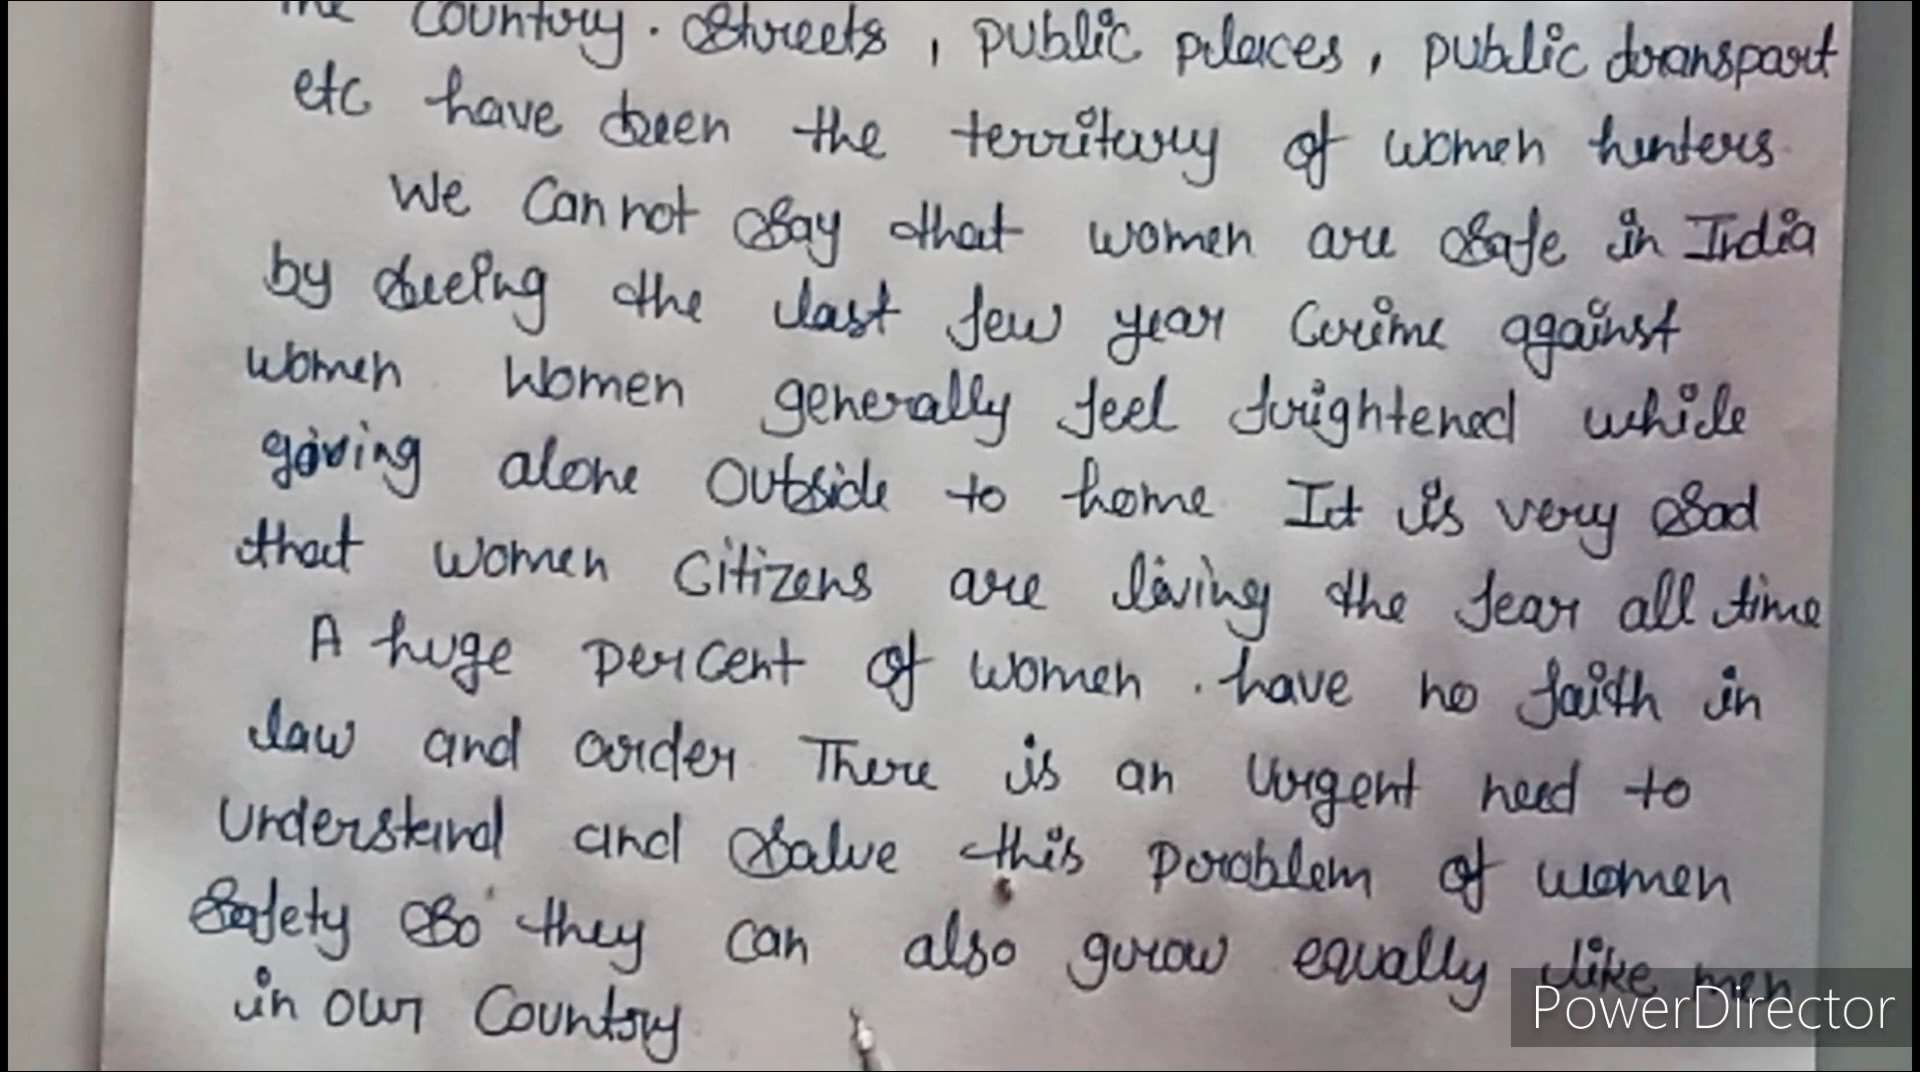 the country. Streets, public places, public transport
etc have been the territory of women hunters
We Can not say that women are safe in India
by seeing the last few year Crime against
women women generally feel frightened while
going alone outside to home It is very sad
that women Citizens are living the fear all time
A huge percent of women have no faith in
law and order There is an Urgent need to
Understand and Solve this Problem of women
Safety So they can also grow equally like men
in our Country
PowerDirector